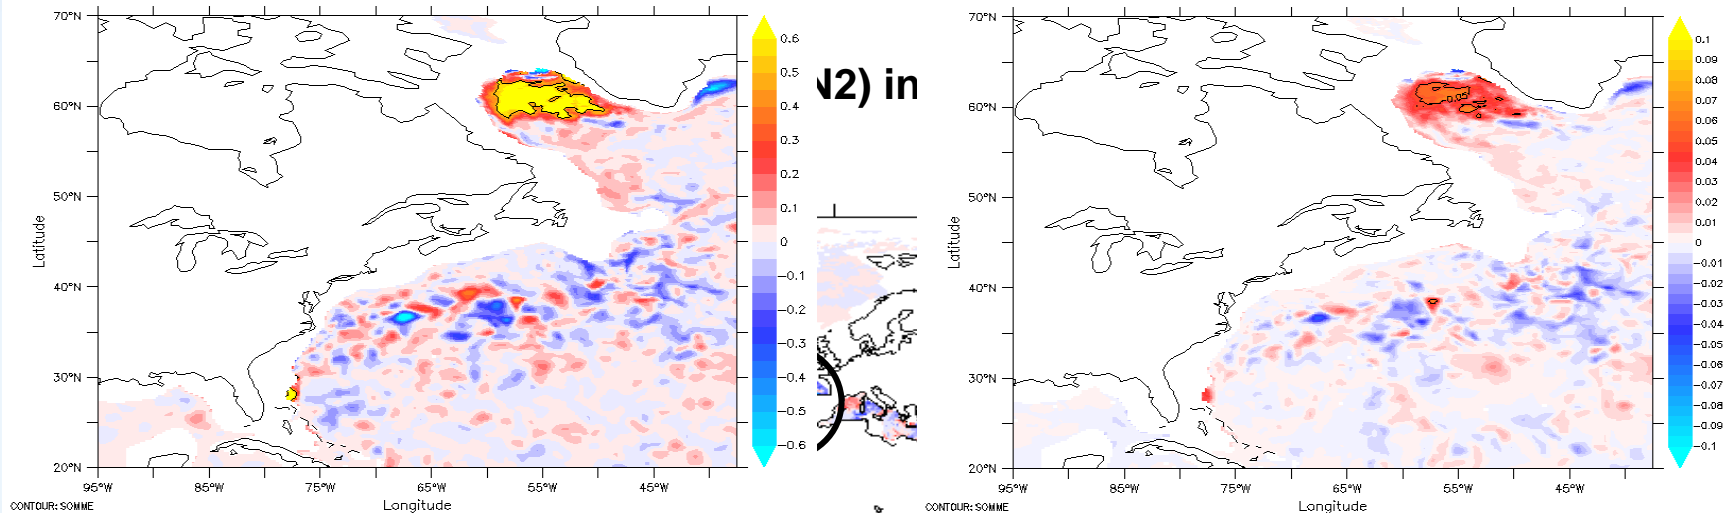 70°N
60°N
50°N
40°N
30°N
20°N
Latitude
95°W
85°W
75°W
65°W
55°W
45°W
Longitude
CONTOUR: SOMME
0.6
0.5
0.4
0.3
0.2
0.1
0
−0.1
−0.2
−0.3
−0.4
−0.5
−0.6
N2) in
70°N
60°N
50°N
40°N
30°N
20°N
Latitude
0.05
95°W
85°W
75°W
65°W
55°W
45°W
Longitude
CONTOUR: SOMME
0.1
0.09
0.08
0.07
0.06
0.05
0.04
0.03
0.02
0.01
0
−0.01
−0.02
−0.03
−0.04
−0.05
−0.06
−0.07
−0.08
−0.09
−0.1